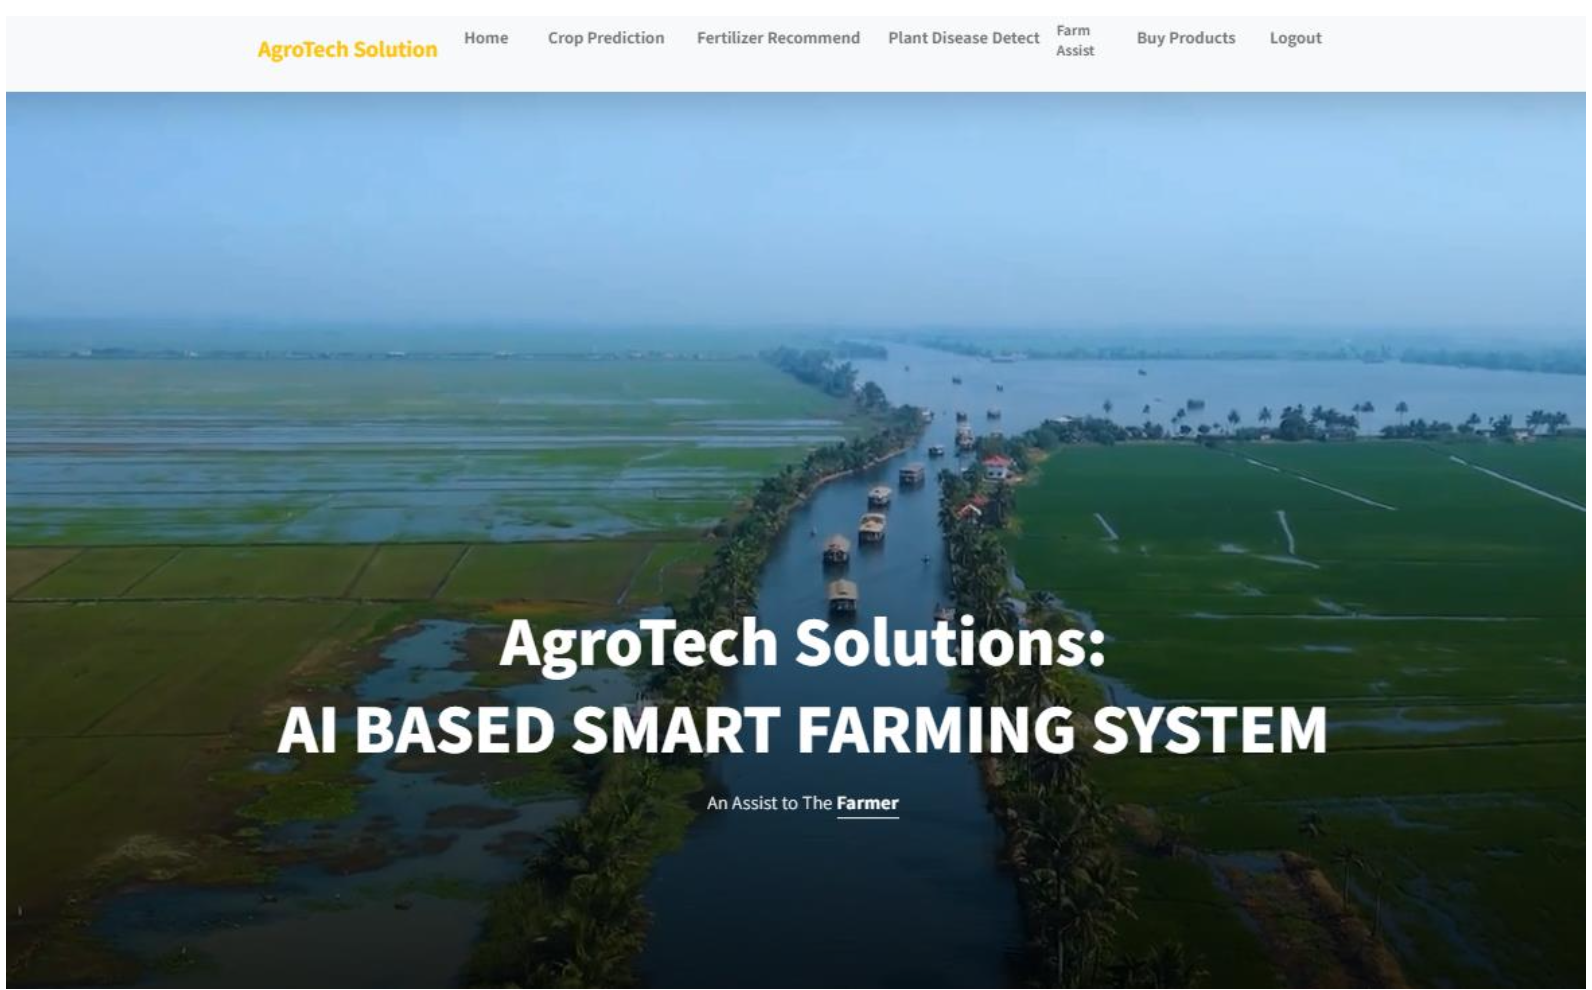 AgroTech Solution
Home
Crop Prediction
Fertilizer Recommend
Plant Disease Detect
Farm
Assist
Buy Products
Logout
AgroTech Solutions:
AI BASED SMART FARMING SYSTEM
An Assist to The Farmer